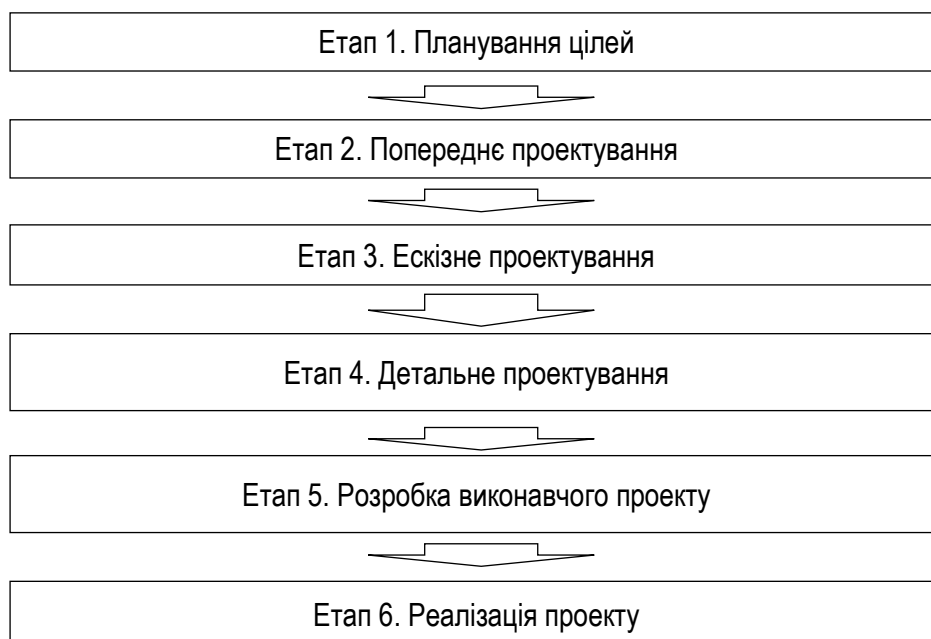 Етап 1. Планування цілей
Етап 2. Попереднє проектування
Етап 3. Ескізне проектування
Етап 4. Детальне проектування
Етап 5. Розробка виконавчого проекту
Етап 6. Реалізація проекту